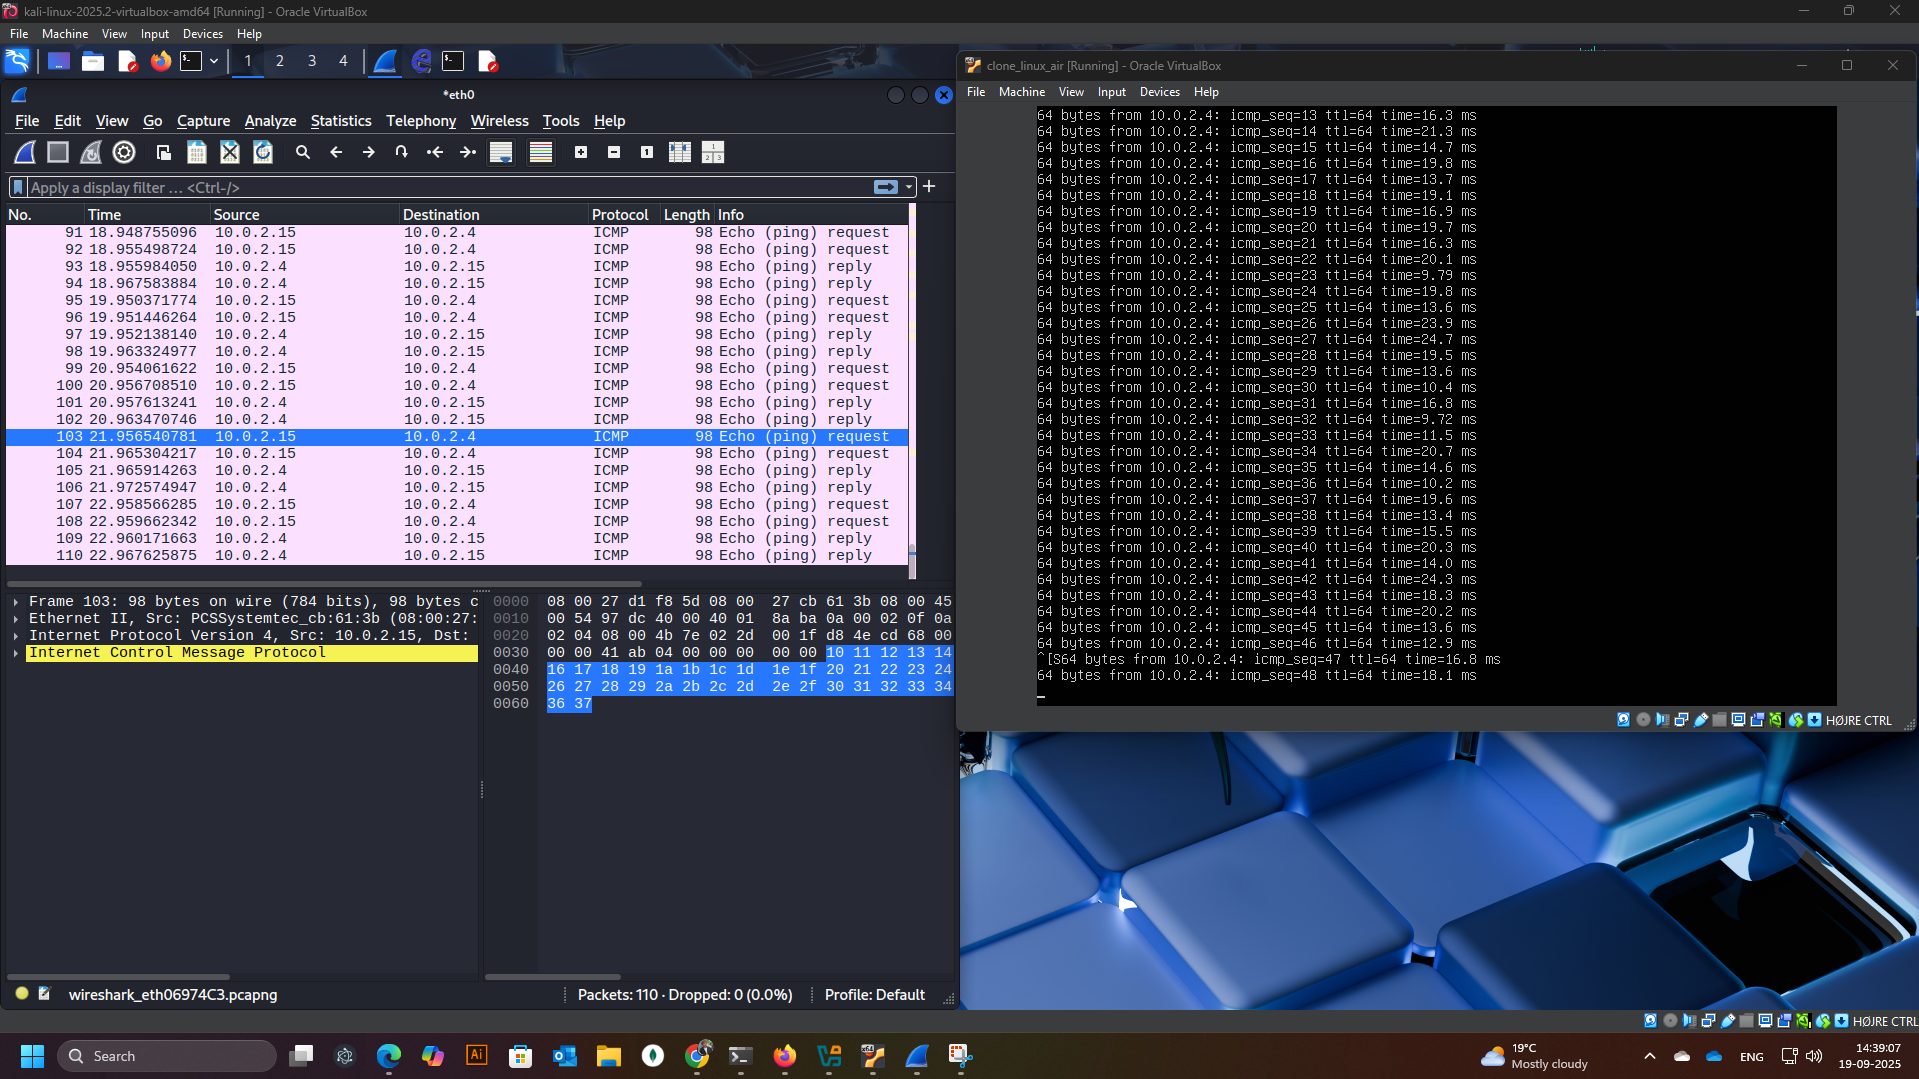 kali-linux-2025.2-virtualbox-amd64 [Running] - Oracle VirtualBox
File Machine View Input Devices Help
1 2 3 4
*eth0
File Edit View Go Capture Analyze Statistics Telephony Wireless Tools Help
Apply a display filter … <Ctrl-/>
No. Time Source Destination Protocol Length Info
91 18.948755096 10.0.2.15 10.0.2.4 ICMP 98 Echo (ping) request
92 18.955498724 10.0.2.15 10.0.2.4 ICMP 98 Echo (ping) request
93 18.955984050 10.0.2.4 10.0.2.15 ICMP 98 Echo (ping) reply
94 18.967583884 10.0.2.4 10.0.2.15 ICMP 98 Echo (ping) reply
95 19.950371774 10.0.2.15 10.0.2.4 ICMP 98 Echo (ping) request
96 19.951446264 10.0.2.15 10.0.2.4 ICMP 98 Echo (ping) request
97 19.952138140 10.0.2.4 10.0.2.15 ICMP 98 Echo (ping) reply
98 19.963324977 10.0.2.4 10.0.2.15 ICMP 98 Echo (ping) reply
99 20.954061622 10.0.2.15 10.0.2.4 ICMP 98 Echo (ping) request
100 20.956708510 10.0.2.15 10.0.2.4 ICMP 98 Echo (ping) request
101 20.957613241 10.0.2.4 10.0.2.15 ICMP 98 Echo (ping) reply
102 20.963470746 10.0.2.4 10.0.2.15 ICMP 98 Echo (ping) reply
103 21.956540781 10.0.2.15 10.0.2.4 ICMP 98 Echo (ping) request
104 21.965304217 10.0.2.15 10.0.2.4 ICMP 98 Echo (ping) request
105 21.965914263 10.0.2.4 10.0.2.15 ICMP 98 Echo (ping) reply
106 21.972574947 10.0.2.4 10.0.2.15 ICMP 98 Echo (ping) reply
107 22.958566285 10.0.2.15 10.0.2.4 ICMP 98 Echo (ping) request
108 22.959662342 10.0.2.15 10.0.2.4 ICMP 98 Echo (ping) request
109 22.960171663 10.0.2.4 10.0.2.15 ICMP 98 Echo (ping) reply
110 22.967625875 10.0.2.4 10.0.2.15 ICMP 98 Echo (ping) reply
Frame 103: 98 bytes on wire (784 bits), 98 bytes c
Ethernet II, Src: PCSSystemtec_cb:61:3b (08:00:27:
Internet Protocol Version 4, Src: 10.0.2.15, Dst:
Internet Control Message Protocol
0000 08 00 27 d1 f8 5d 08 00 27 cb 61 3b 08 00 45
0010 00 54 97 dc 40 00 40 01 8a ba 0a 00 02 0f 0a
0020 02 04 08 00 4b 7e 02 2d 00 1f d8 4e cd 68 00
0030 00 00 41 ab 04 00 00 00 00 00 10 11 12 13 14
0040 16 17 18 19 1a 1b 1c 1d 1e 1f 20 21 22 23 24
0050 26 27 28 29 2a 2b 2c 2d 2e 2f 30 31 32 33 34
0060 36 37
wireshark_eth06974C3.pcapng
Packets: 110 · Dropped: 0 (0.0%)
Profile: Default
clone_linux_air [Running] - Oracle VirtualBox
File Machine View Input Devices Help
64 bytes from 10.0.2.4: icmp_seq=13 ttl=64 time=16.3 ms
64 bytes from 10.0.2.4: icmp_seq=14 ttl=64 time=21.3 ms
64 bytes from 10.0.2.4: icmp_seq=15 ttl=64 time=14.7 ms
64 bytes from 10.0.2.4: icmp_seq=16 ttl=64 time=19.8 ms
64 bytes from 10.0.2.4: icmp_seq=17 ttl=64 time=13.7 ms
64 bytes from 10.0.2.4: icmp_seq=18 ttl=64 time=19.1 ms
64 bytes from 10.0.2.4: icmp_seq=19 ttl=64 time=16.9 ms
64 bytes from 10.0.2.4: icmp_seq=20 ttl=64 time=19.7 ms
64 bytes from 10.0.2.4: icmp_seq=21 ttl=64 time=16.3 ms
64 bytes from 10.0.2.4: icmp_seq=22 ttl=64 time=20.1 ms
64 bytes from 10.0.2.4: icmp_seq=23 ttl=64 time=9.79 ms
64 bytes from 10.0.2.4: icmp_seq=24 ttl=64 time=19.8 ms
64 bytes from 10.0.2.4: icmp_seq=25 ttl=64 time=13.6 ms
64 bytes from 10.0.2.4: icmp_seq=26 ttl=64 time=23.9 ms
64 bytes from 10.0.2.4: icmp_seq=27 ttl=64 time=24.7 ms
64 bytes from 10.0.2.4: icmp_seq=28 ttl=64 time=19.5 ms
64 bytes from 10.0.2.4: icmp_seq=29 ttl=64 time=13.6 ms
64 bytes from 10.0.2.4: icmp_seq=30 ttl=64 time=10.4 ms
64 bytes from 10.0.2.4: icmp_seq=31 ttl=64 time=16.8 ms
64 bytes from 10.0.2.4: icmp_seq=32 ttl=64 time=9.72 ms
64 bytes from 10.0.2.4: icmp_seq=33 ttl=64 time=11.5 ms
64 bytes from 10.0.2.4: icmp_seq=34 ttl=64 time=20.7 ms
64 bytes from 10.0.2.4: icmp_seq=35 ttl=64 time=14.6 ms
64 bytes from 10.0.2.4: icmp_seq=36 ttl=64 time=10.2 ms
64 bytes from 10.0.2.4: icmp_seq=37 ttl=64 time=19.6 ms
64 bytes from 10.0.2.4: icmp_seq=38 ttl=64 time=13.4 ms
64 bytes from 10.0.2.4: icmp_seq=39 ttl=64 time=15.5 ms
64 bytes from 10.0.2.4: icmp_seq=40 ttl=64 time=20.3 ms
64 bytes from 10.0.2.4: icmp_seq=41 ttl=64 time=14.0 ms
64 bytes from 10.0.2.4: icmp_seq=42 ttl=64 time=24.3 ms
64 bytes from 10.0.2.4: icmp_seq=43 ttl=64 time=18.3 ms
64 bytes from 10.0.2.4: icmp_seq=44 ttl=64 time=20.2 ms
64 bytes from 10.0.2.4: icmp_seq=45 ttl=64 time=13.6 ms
64 bytes from 10.0.2.4: icmp_seq=46 ttl=64 time=12.9 ms
^[S64 bytes from 10.0.2.4: icmp_seq=47 ttl=64 time=16.8 ms
64 bytes from 10.0.2.4: icmp_seq=48 ttl=64 time=18.1 ms
HØJRE CTRL
HØJRE CTRL
Search
Ai
19°C
Mostly cloudy
ENG
14:39:07
19-09-2025